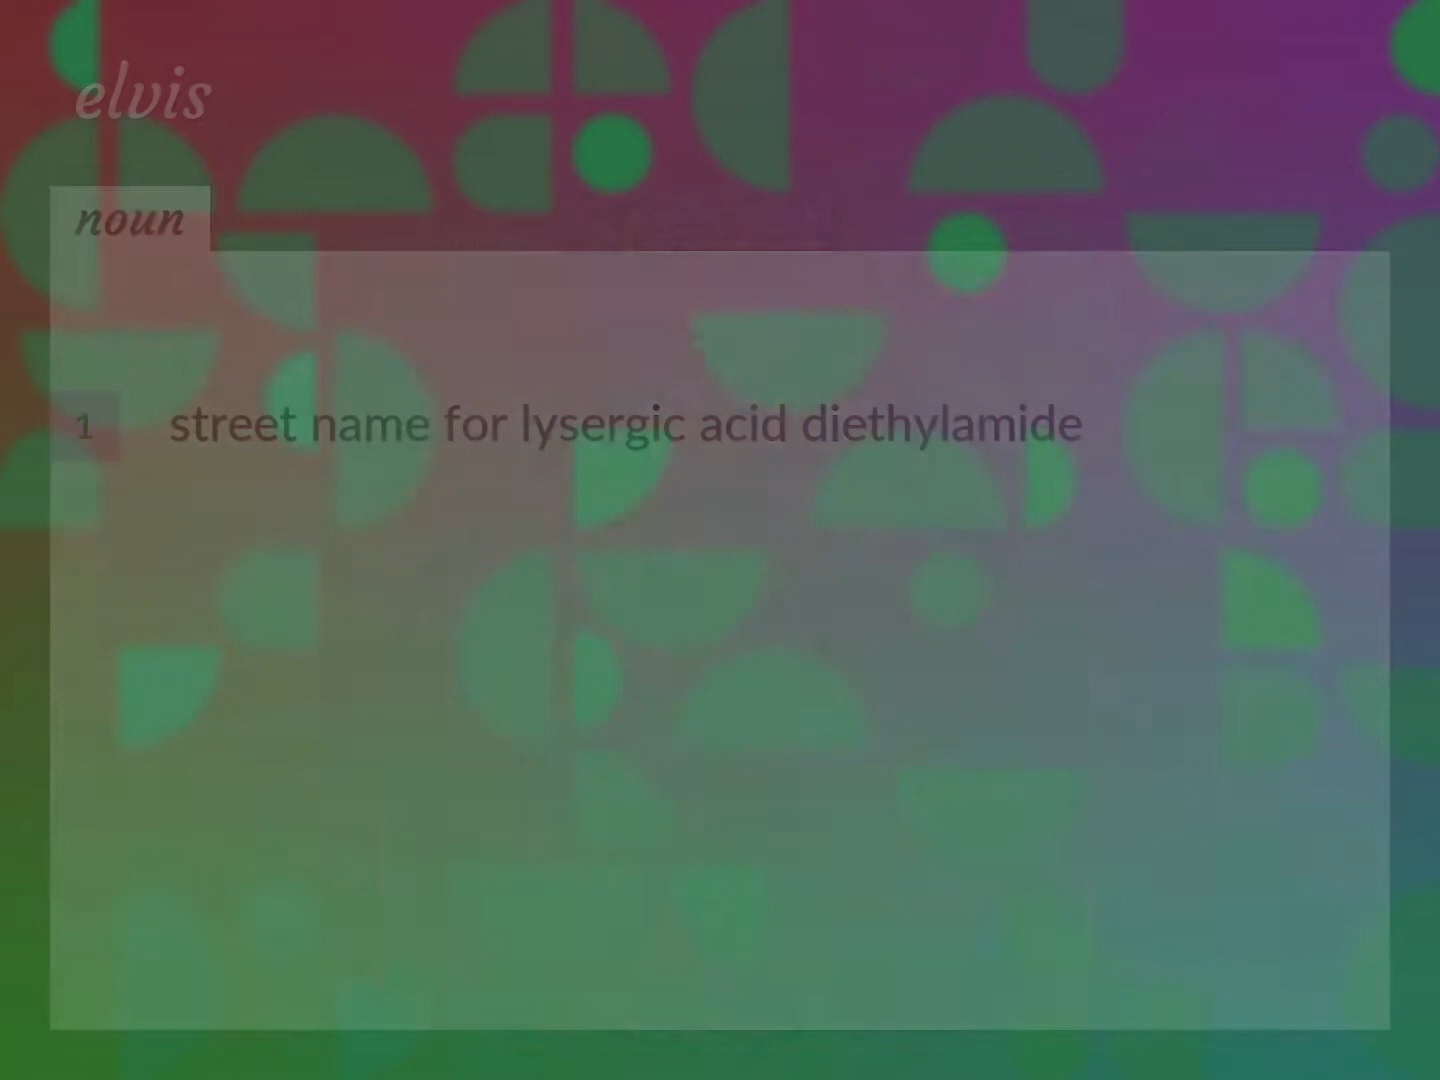 elvis
noun
1 street name for lysergic acid diethylamide